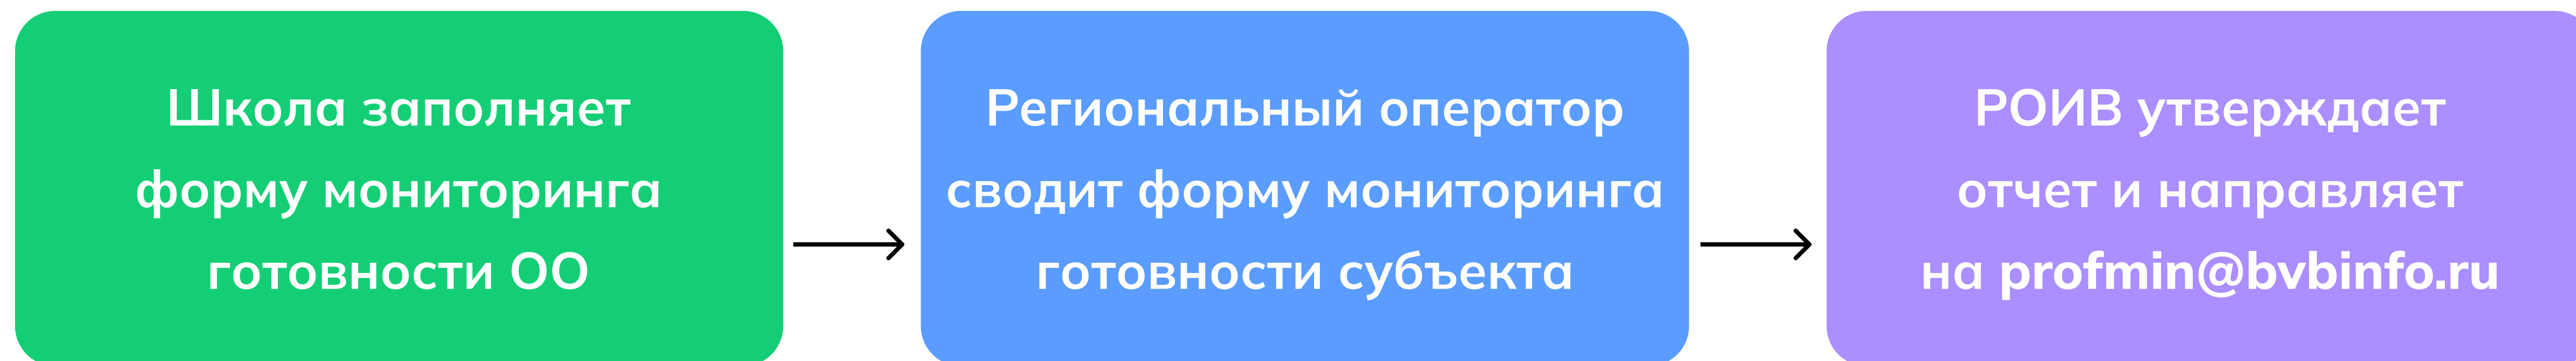 Школа заполняет
форму мониторинга
готовности ОО
Региональный оператор
сводит форму мониторинга
готовности субъекта
РОИВ утверждает
отчет и направляет
на profmin@bvbinfo.ru